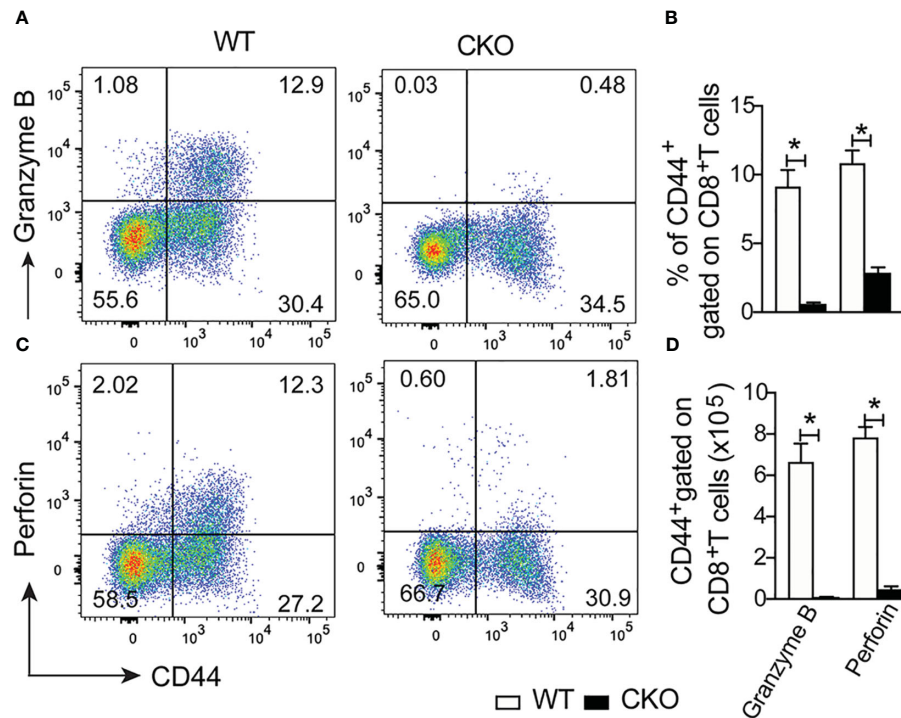 A
B
WT
CKO
Granzyme B
10⁵
10⁴
10³
0
1.08
12.9
55.6
30.4
0 10³ 10⁴ 10⁵
10⁵
10⁴
10³
0
0.03
0.48
65.0
34.5
0 10³ 10⁴ 10⁵
% of CD44⁺
gated on CD8⁺T cells
15
10
5
0
*
*
C
D
Perforin
10⁵
10⁴
10³
0
2.02
12.3
58.5
27.2
0 10³ 10⁴ 10⁵
10⁵
10⁴
10³
0
0.60
1.81
66.7
30.9
0 10³ 10⁴ 10⁵
CD44
CD44⁺gated on
CD8⁺T cells (x10⁵)
10
8
6
4
2
0
*
*
Granzyme B
Perforin
WT CKO